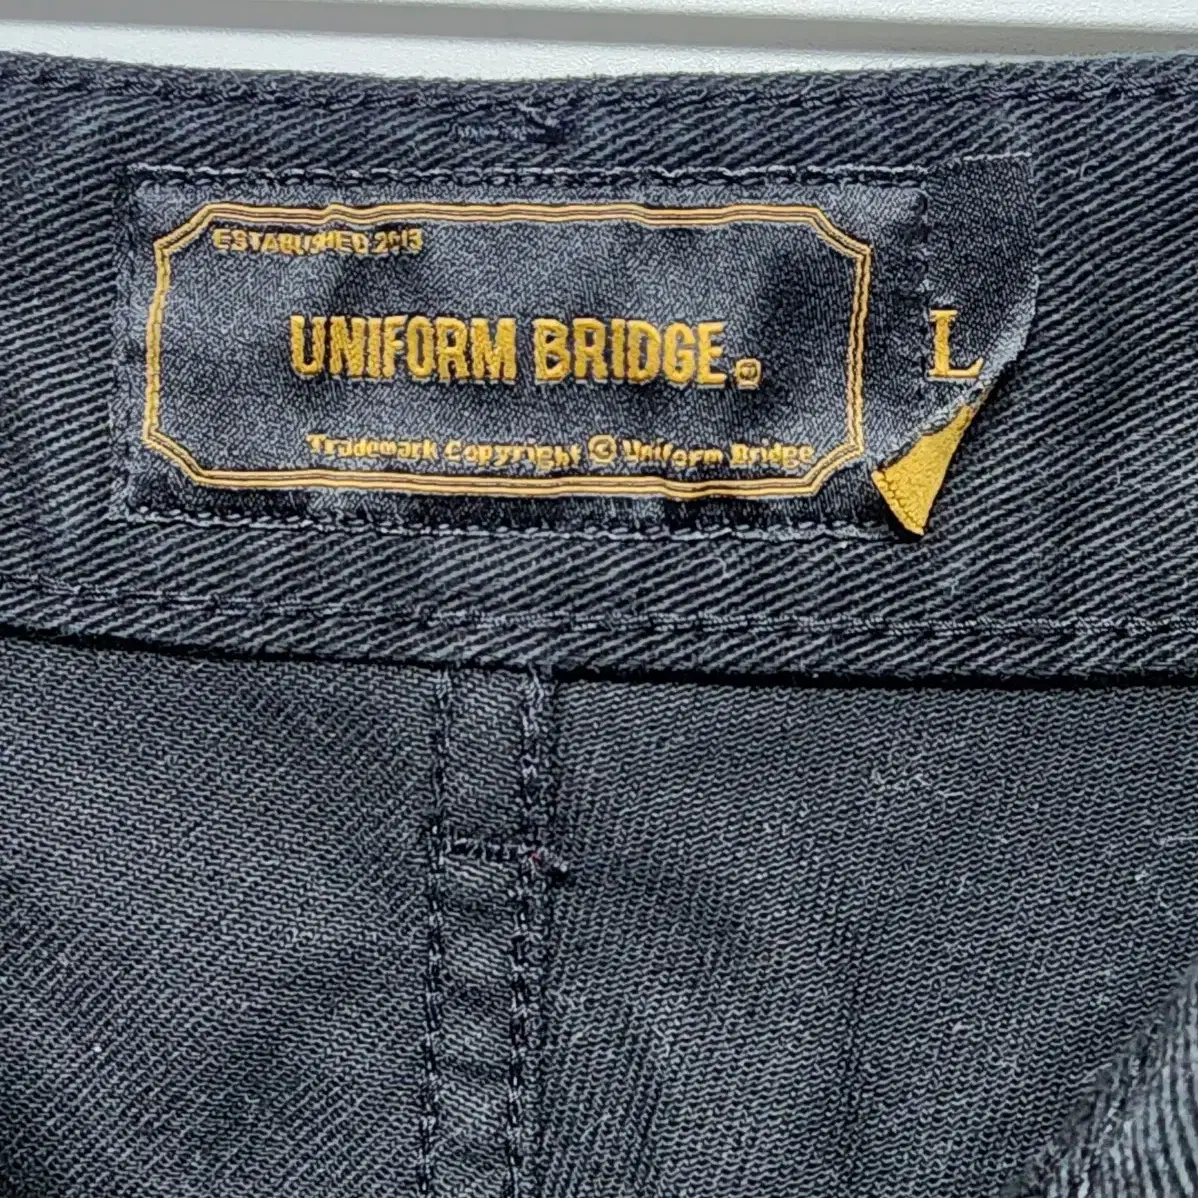 ESTABLISHED 2013
UNIFORM BRIDGE®
L
Trademark Copyright © Uniform Bridge